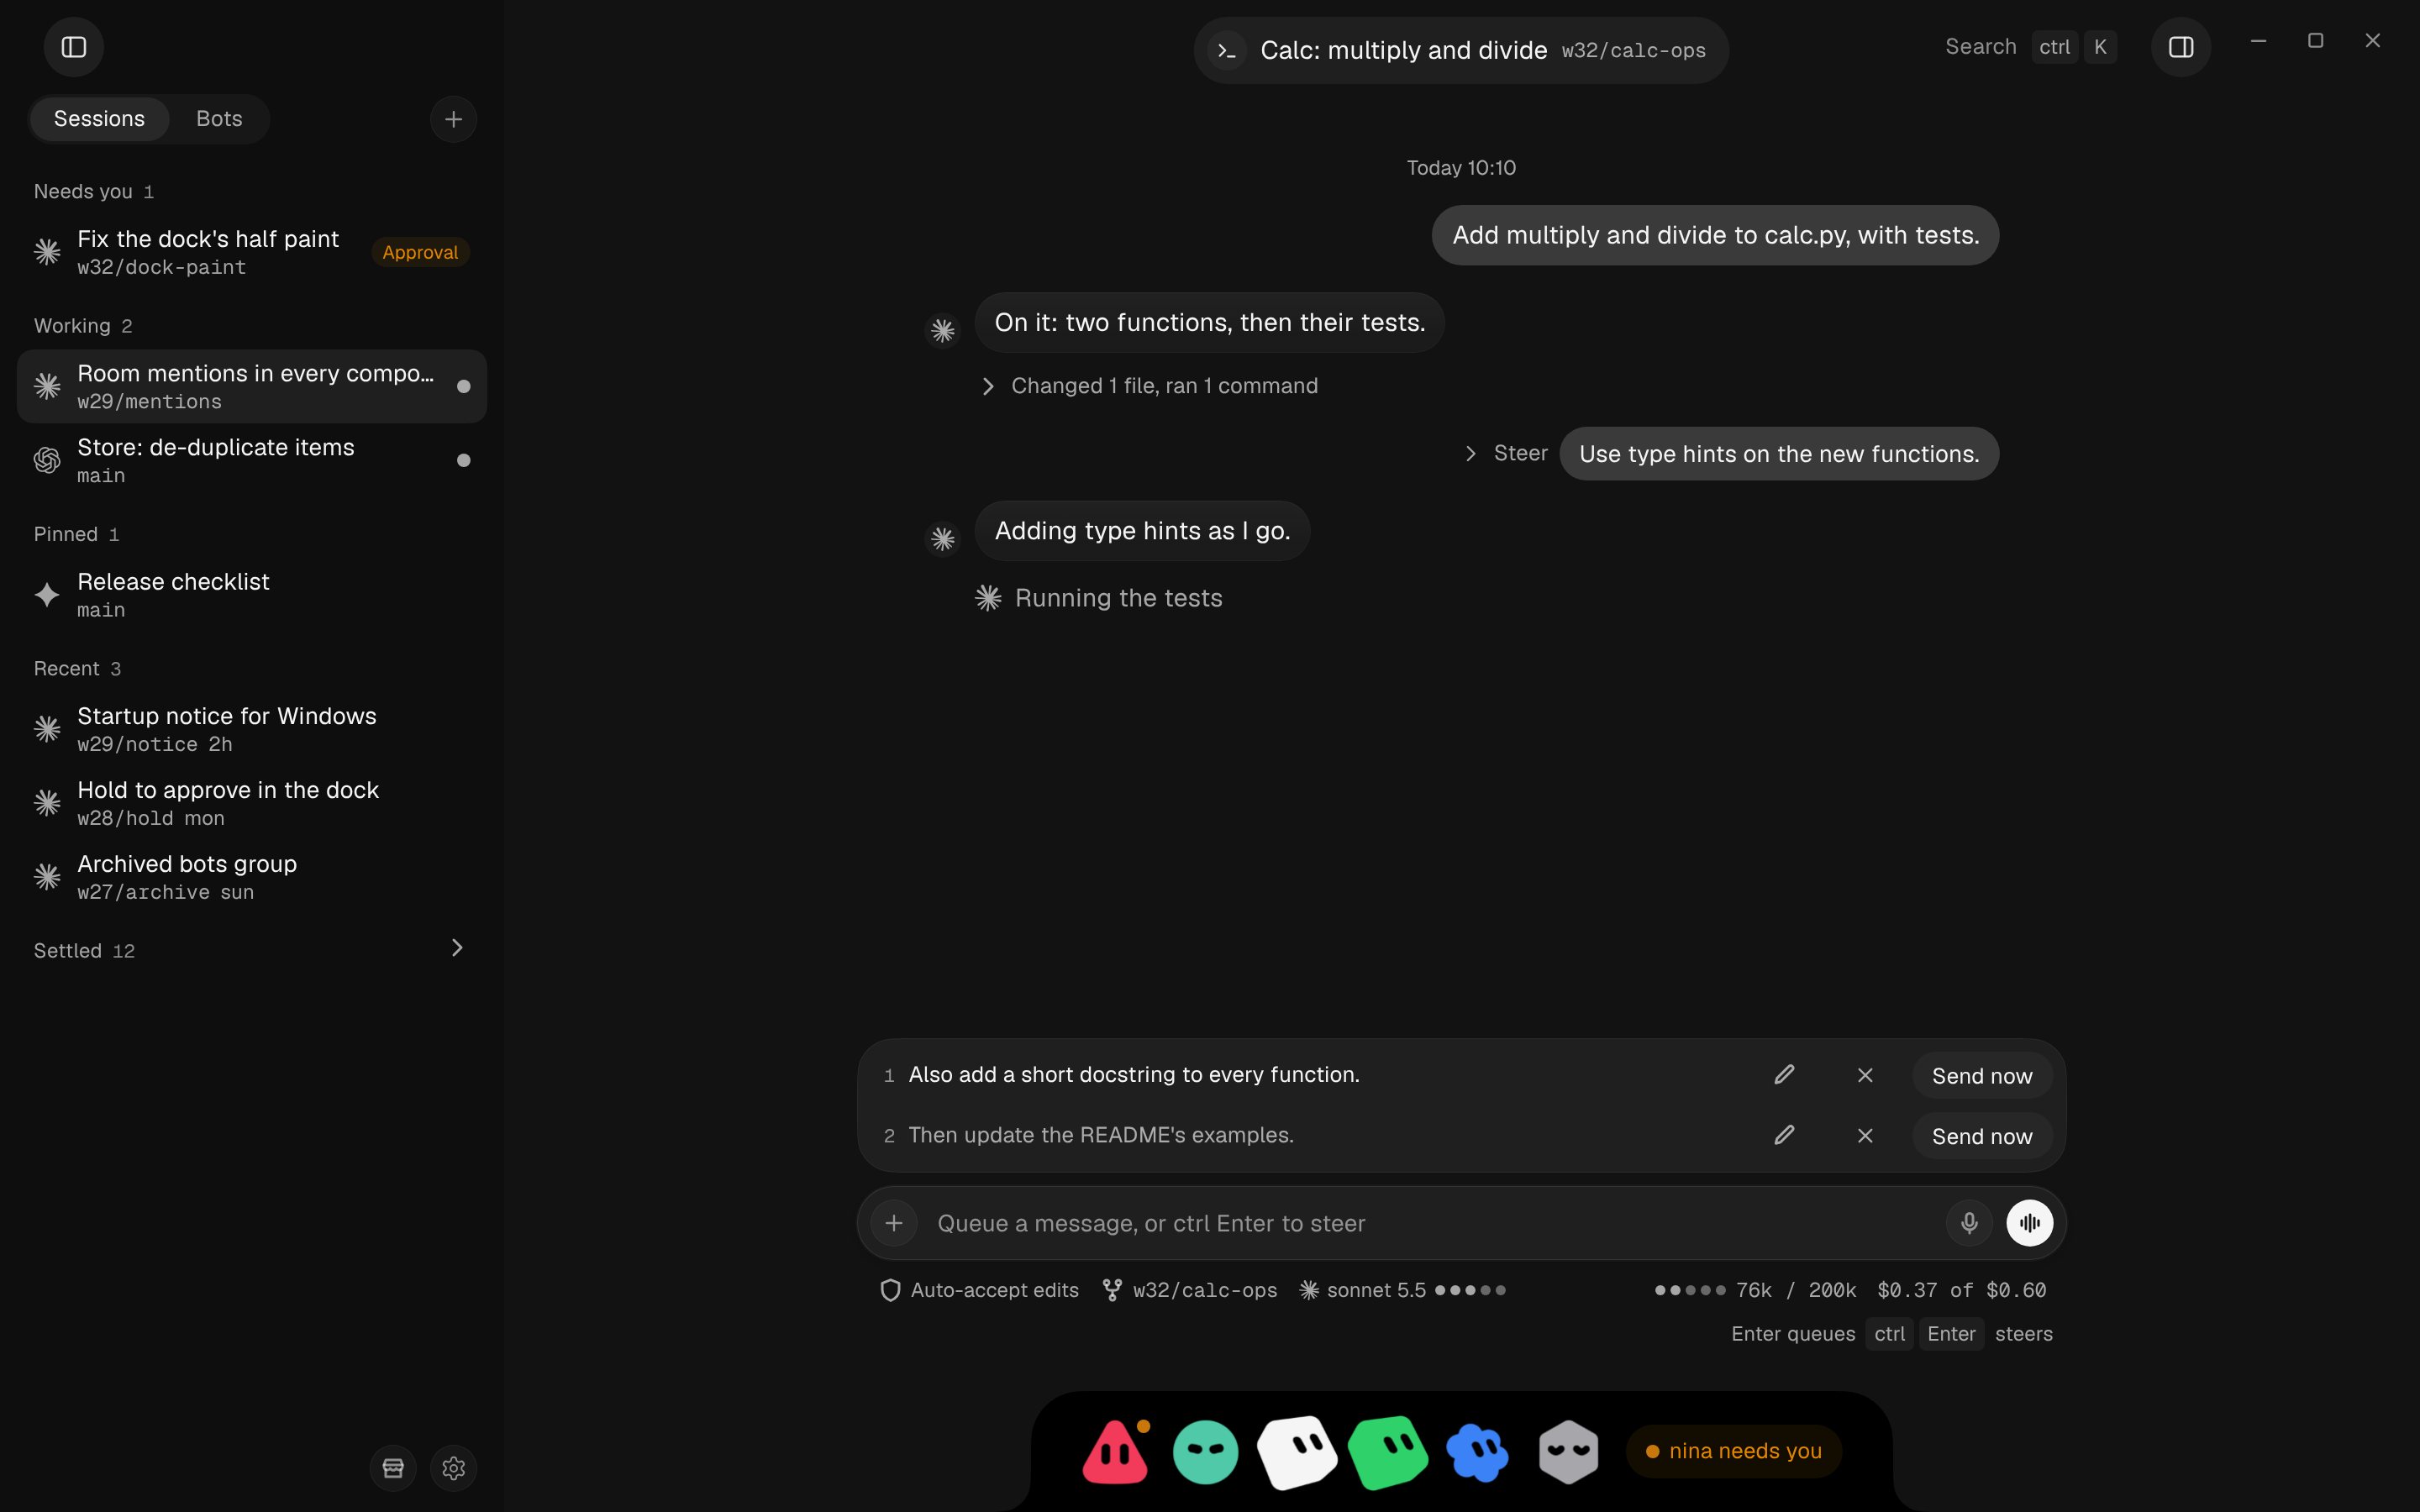 Calc: multiply and divide w32/calc-ops
Search ctrl K
Sessions Bots
Needs you 1
Fix the dock's half paint
w32/dock-paint
Approval
Working 2
Room mentions in every compo…
w29/mentions
Store: de-duplicate items
main
Pinned 1
Release checklist
main
Recent 3
Startup notice for Windows
w29/notice 2h
Hold to approve in the dock
w28/hold mon
Archived bots group
w27/archive sun
Settled 12
Today 10:10
Add multiply and divide to calc.py, with tests.
On it: two functions, then their tests.
Changed 1 file, ran 1 command
Steer Use type hints on the new functions.
Adding type hints as I go.
Running the tests
1 Also add a short docstring to every function. Send now
2 Then update the README's examples. Send now
Queue a message, or ctrl Enter to steer
Auto-accept edits w32/calc-ops sonnet 5.5 76k / 200k $0.37 of $0.60
Enter queues ctrl Enter steers
nina needs you